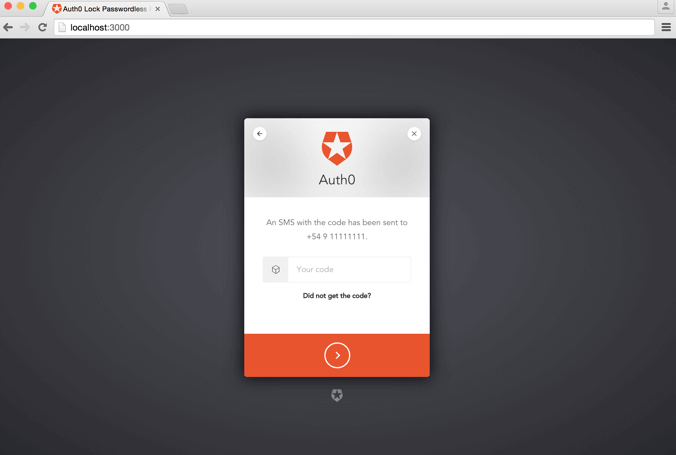 Auth0 Lock Passwordless
localhost:3000
Auth0
An SMS with the code has been sent to
+54 9 11111111.
Your code
Did not get the code?